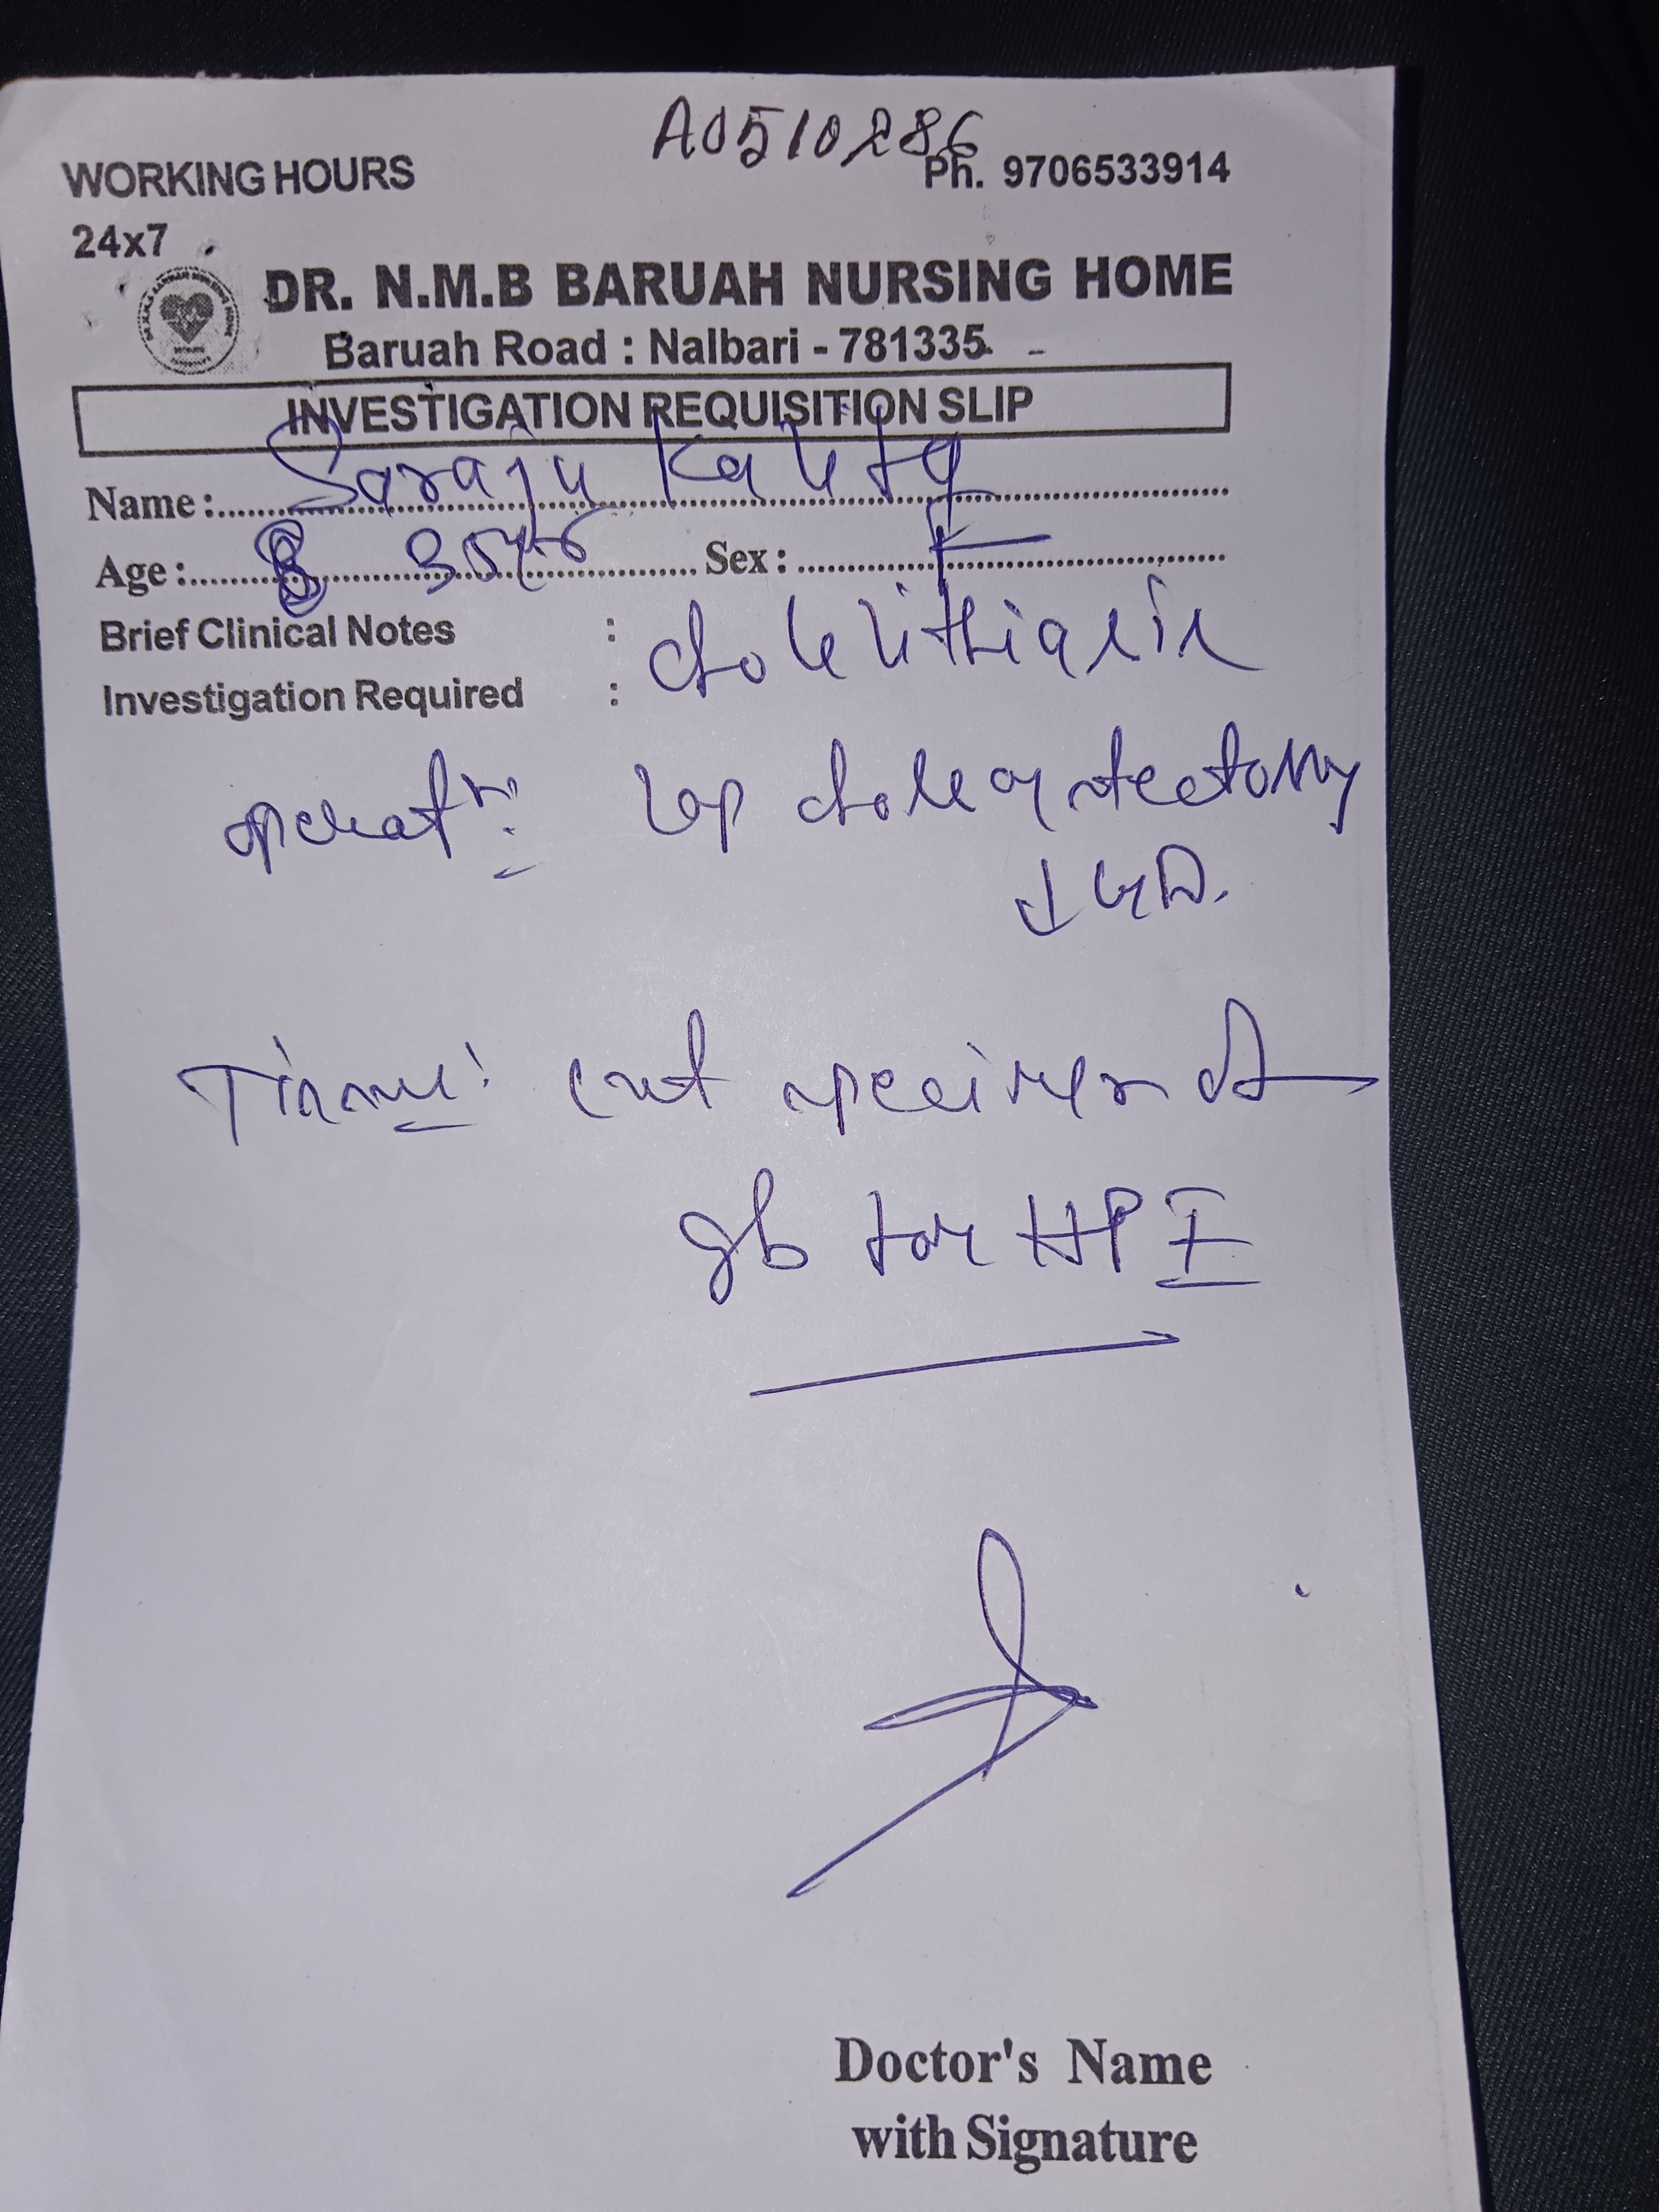 A0510286
WORKING HOURS Ph. 9706533914
24x7
DR. N.M.B BARUAH NURSING HOME
Baruah Road : Nalbari - 781335
INVESTIGATION REQUISITION SLIP
Name : Saraju Kalita
Age : 35 yrs Sex : F
Brief Clinical Notes : cholelithiasis
Investigation Required :
operatn: Lap cholecystectomy
↓ GA.
Tissue: cut specimen of
gb for HPE
Doctor's Name
with Signature